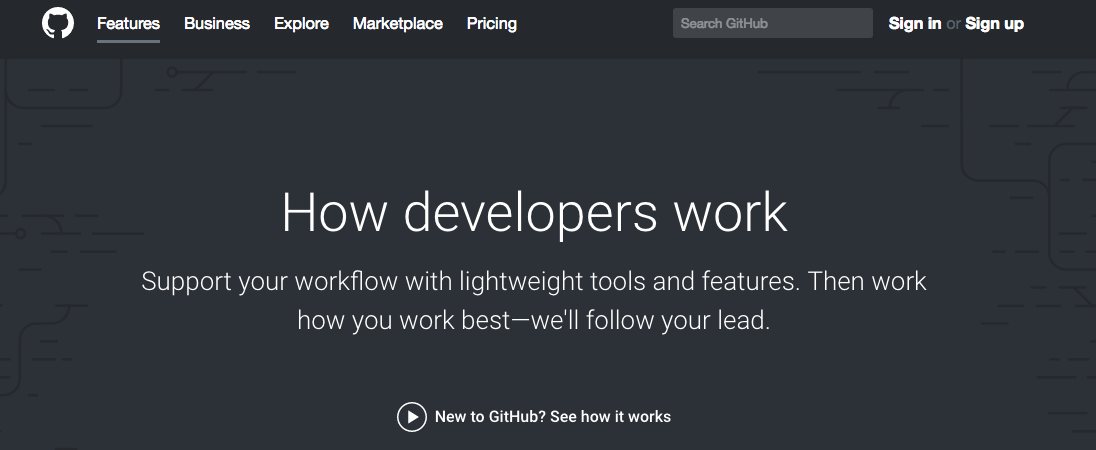 Features Business Explore Marketplace Pricing Search GitHub Sign in or Sign up
How developers work
Support your workflow with lightweight tools and features. Then work
how you work best—we'll follow your lead.
New to GitHub? See how it works